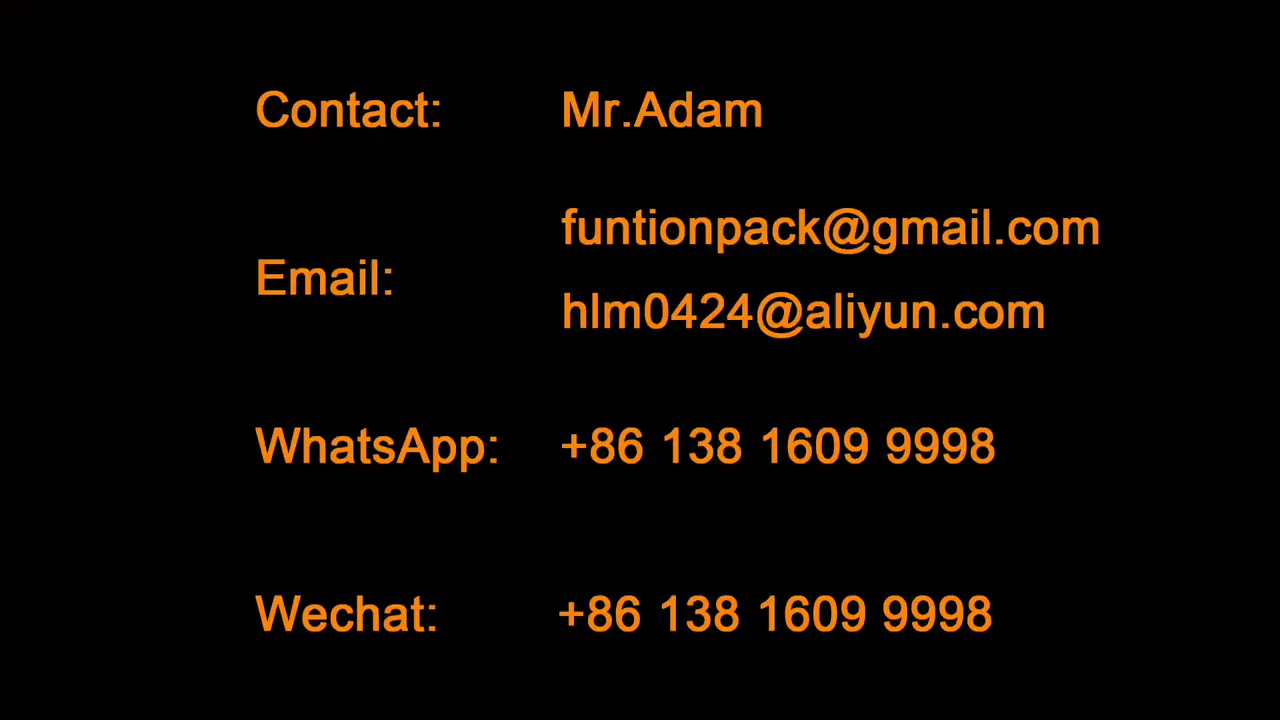 Contact: Mr.Adam
funtionpack@gmail.com
Email:
hlm0424@aliyun.com
WhatsApp: +86 138 1609 9998
Wechat: +86 138 1609 9998